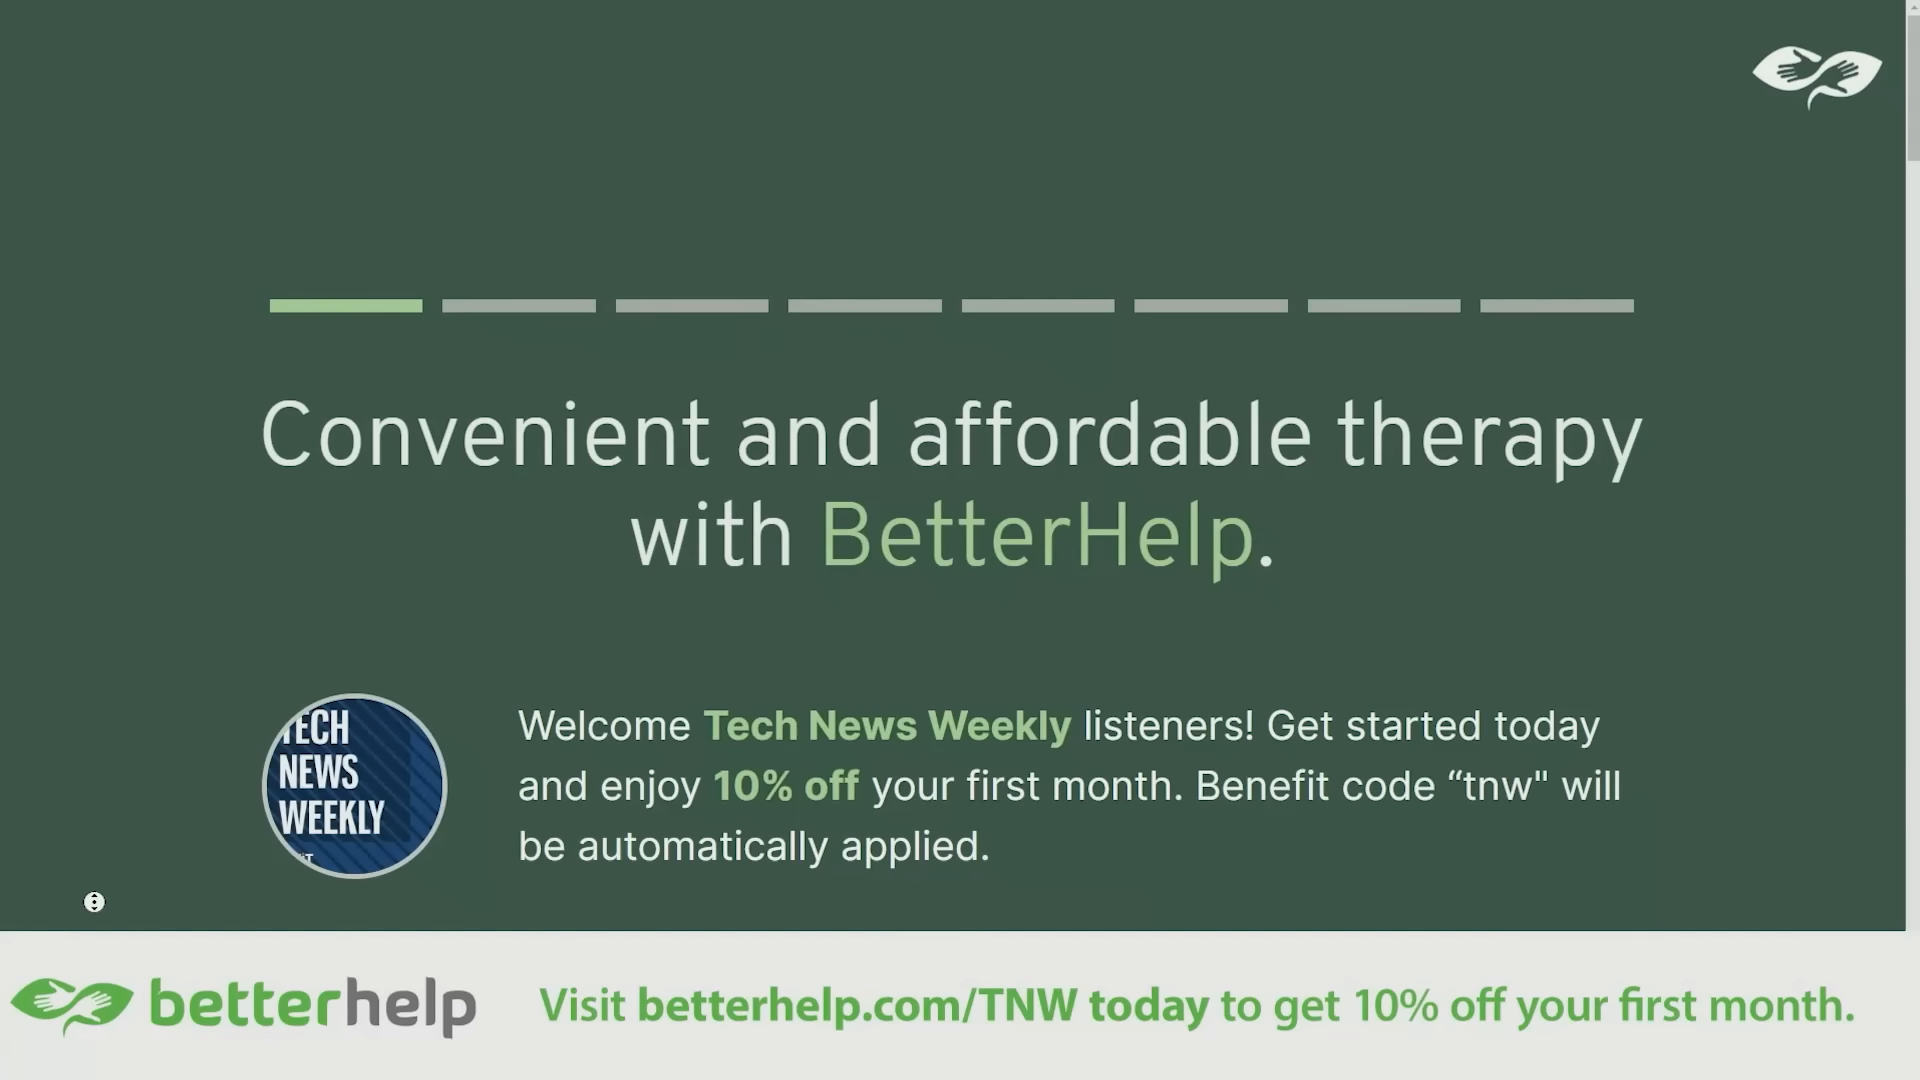 Convenient and affordable therapy
with BetterHelp.
TECH
NEWS
WEEKLY
Welcome Tech News Weekly listeners! Get started today
and enjoy 10% off your first month. Benefit code “tnw" will
be automatically applied.
betterhelp
Visit betterhelp.com/TNW today to get 10% off your first month.